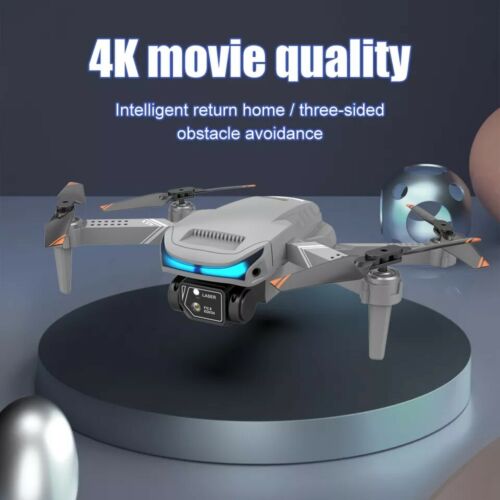 4K movie quality
Intelligent return home / three-sided
obstacle avoidance
LASER